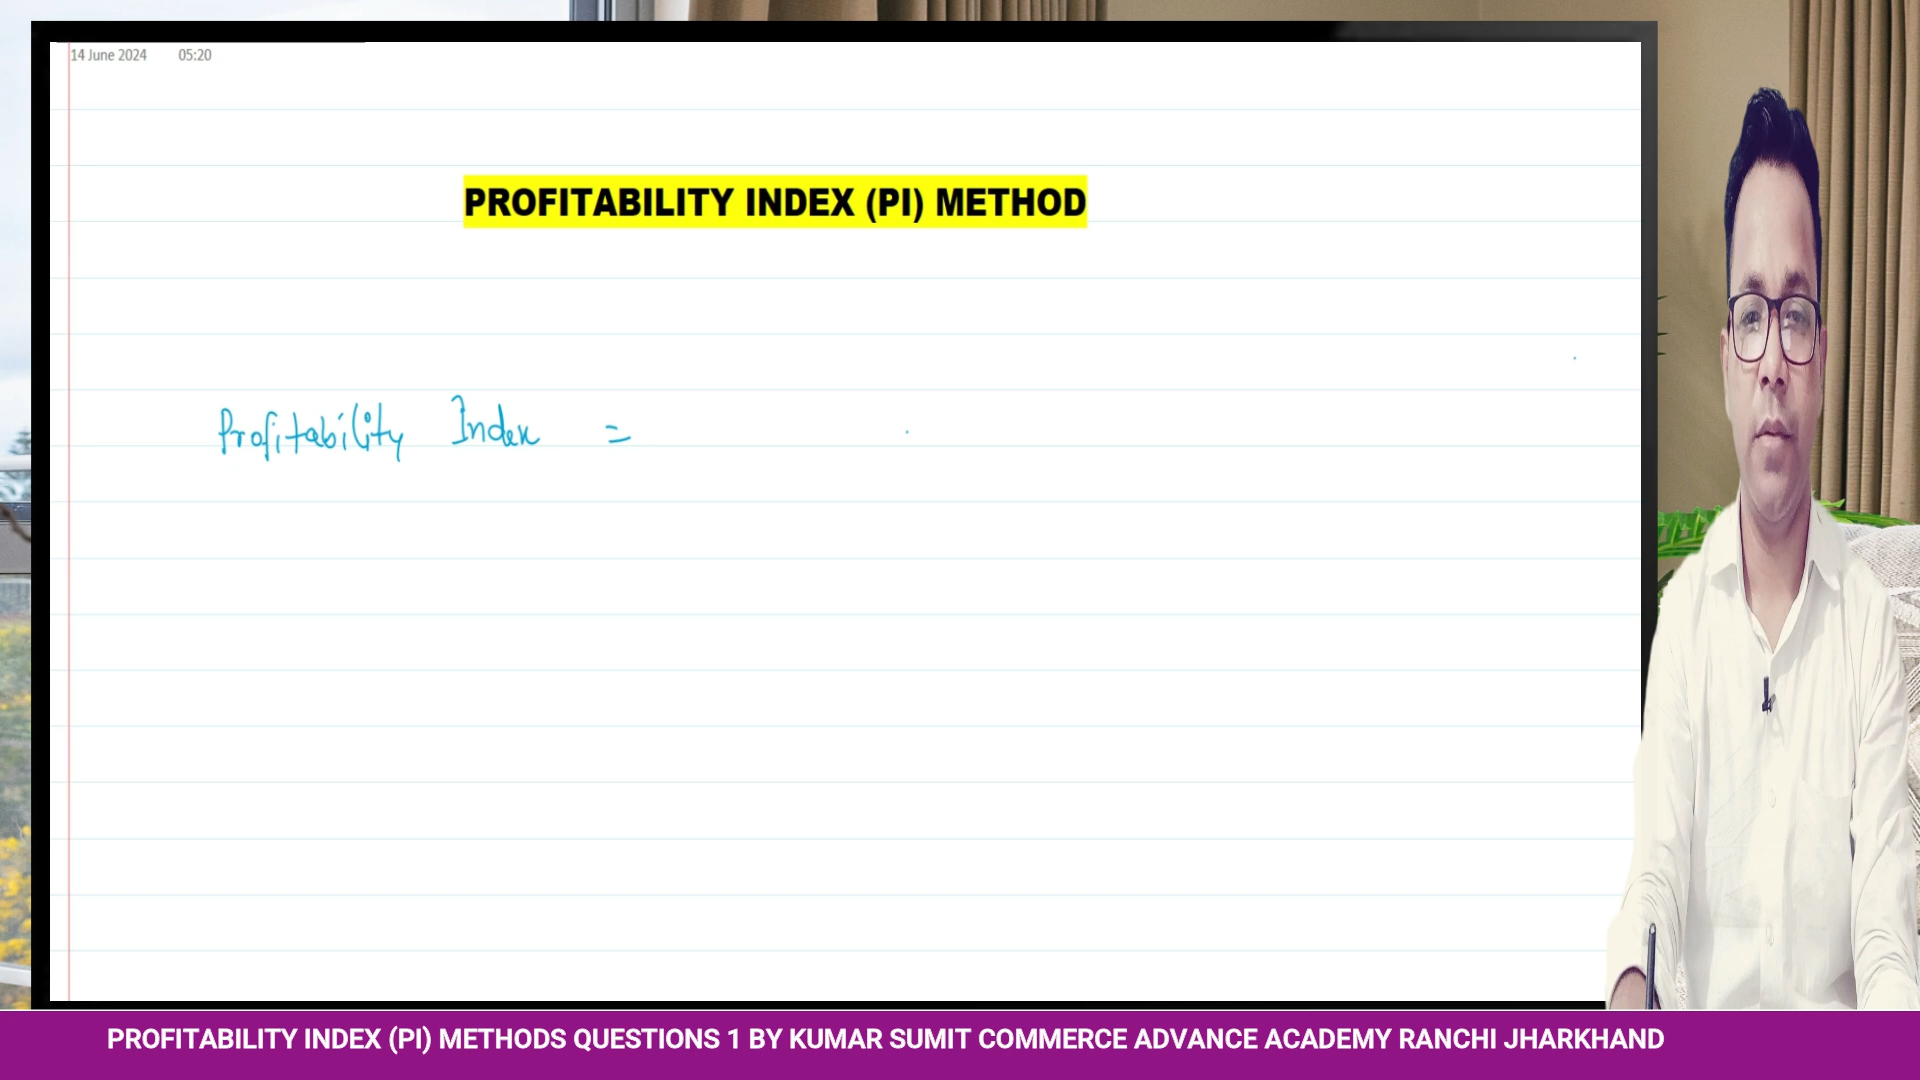 14 June 2024 05:20
PROFITABILITY INDEX (PI) METHOD
Profitability Index =
PROFITABILITY INDEX (PI) METHODS QUESTIONS 1 BY KUMAR SUMIT COMMERCE ADVANCE ACADEMY RANCHI JHARKHAND